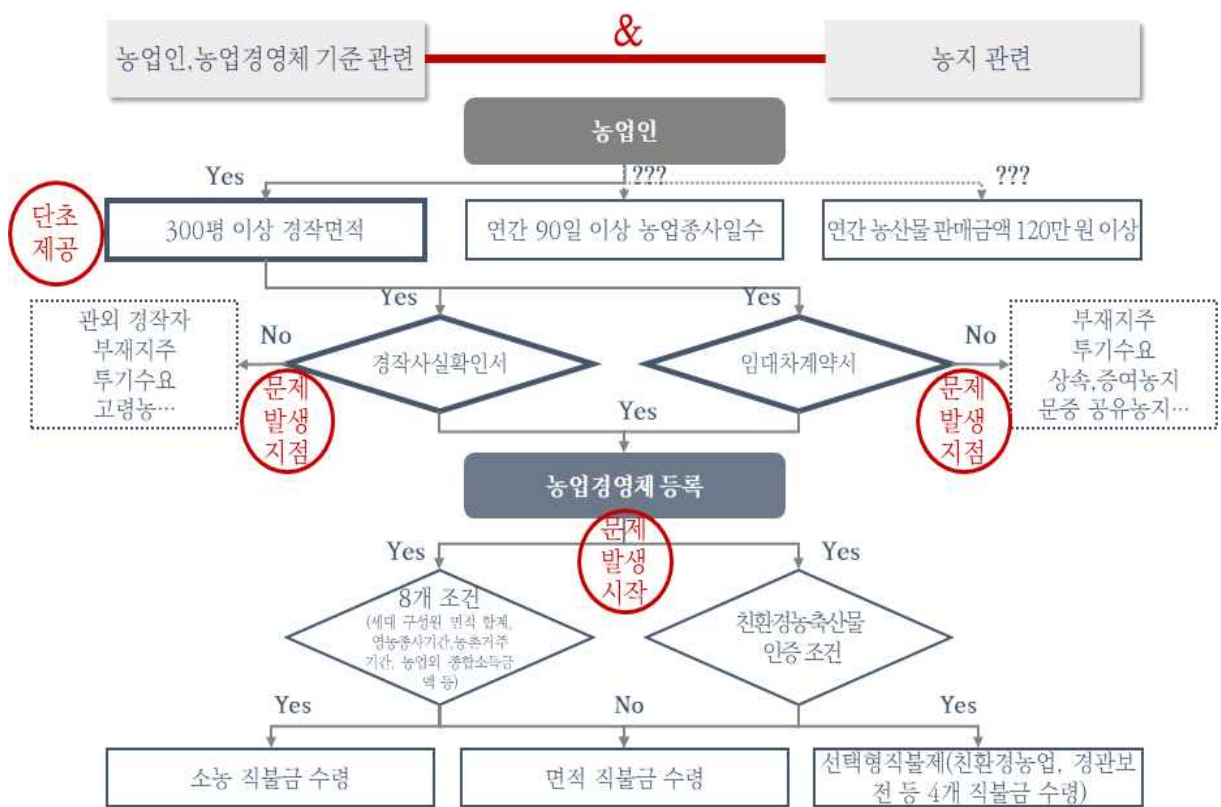 &
농업인,농업경영체 기준 관련
농지 관련
농업인
Yes
???
???
단초
제공
300평 이상 경작면적
연간 90일 이상 농업종사일수
연간 농산물 판매금액 120만 원 이상
Yes
Yes
관외 경작자
부재지주
투기수요
고령농…
No
경작사실확인서
임대차계약서
No
부재지주
투기수요
상속,증여농지
문중 공유농지…
문제
발생
지점
Yes
문제
발생
지점
농업경영체 등록
문제
발생
시작
Yes
Yes
8개 조건
(세대 구성원 면적 합계,
영농종사기간,농촌거주
기간, 농업외 종합소득금
액 등)
친환경농축산물
인증 조건
Yes
No
Yes
소농 직불금 수령
면적 직불금 수령
선택형직불제(친환경농업, 경관보
전 등 4개 직불금 수령)